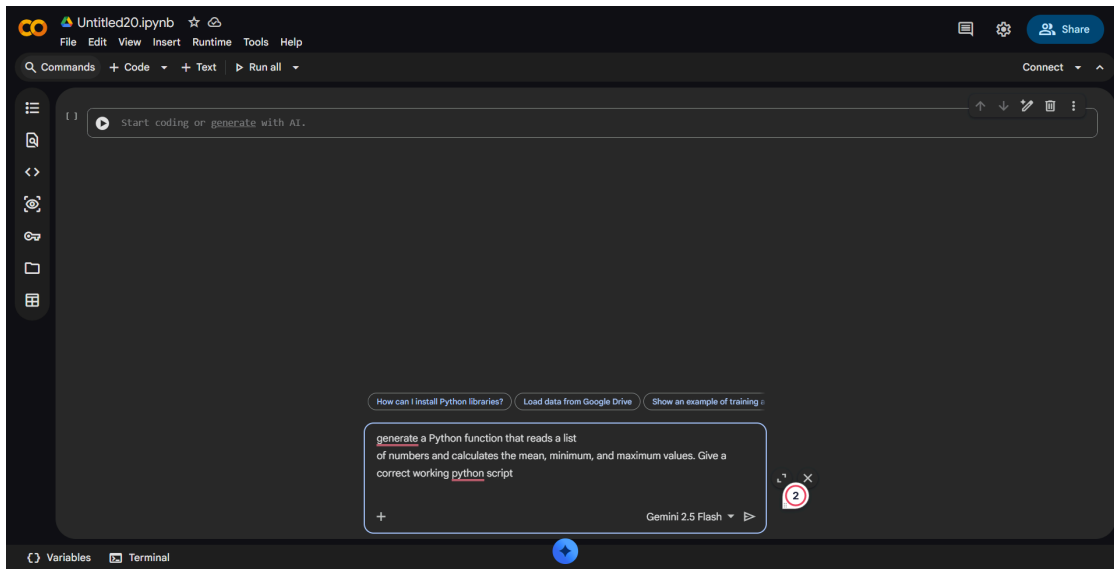 CO
Untitled20.ipynb
File Edit View Insert Runtime Tools Help
Share
Commands + Code + Text Run all
Connect
[ ]
Start coding or generate with AI.
How can I install Python libraries? Load data from Google Drive Show an example of training a
generate a Python function that reads a list
of numbers and calculates the mean, minimum, and maximum values. Give a
correct working python script
2
+ Gemini 2.5 Flash
{} Variables Terminal